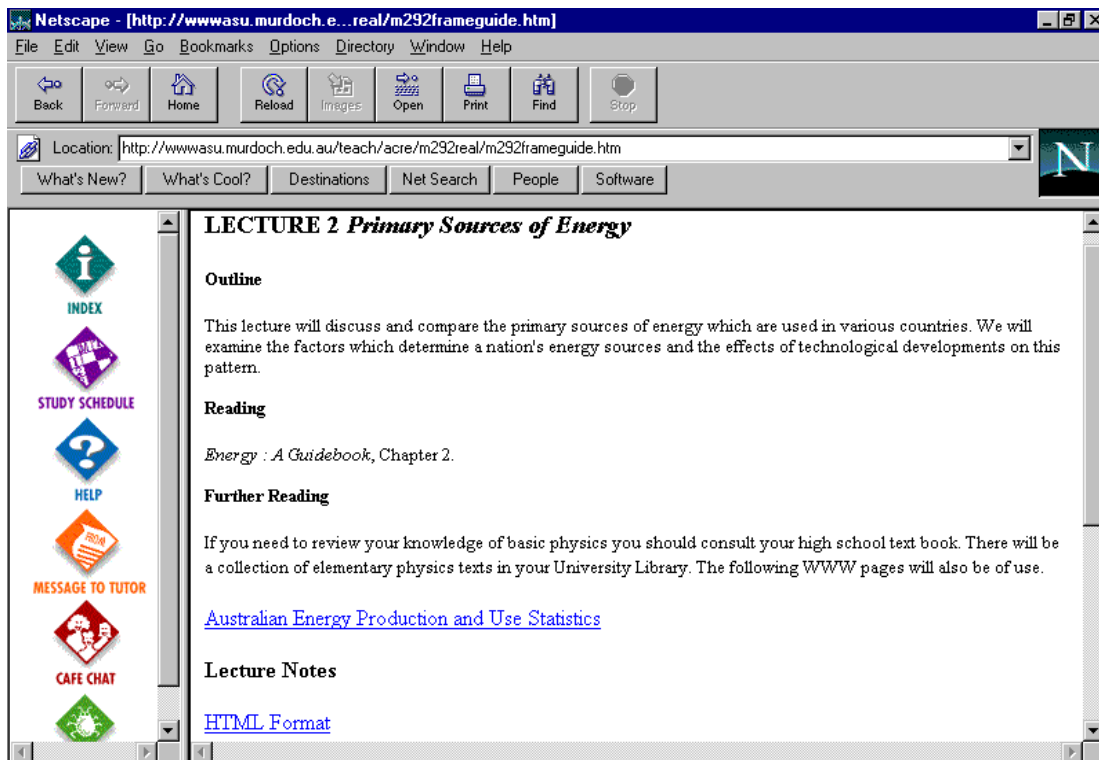 Netscape - [http://wwwasu.murdoch.e...real/m292frameguide.htm]
File Edit View Go Bookmarks Options Directory Window Help
Back Forward Home Reload Images Open Print Find Stop
Location: http://wwwasu.murdoch.edu.au/teach/acre/m292real/m292frameguide.htm
N
What's New? What's Cool? Destinations Net Search People Software
INDEX
STUDY SCHEDULE
HELP
FROM
MESSAGE TO TUTOR
CAFE CHAT
LECTURE 2 Primary Sources of Energy
Outline
This lecture will discuss and compare the primary sources of energy which are used in various countries. We will
examine the factors which determine a nation's energy sources and the effects of technological developments on this
pattern.
Reading
Energy : A Guidebook, Chapter 2.
Further Reading
If you need to review your knowledge of basic physics you should consult your high school text book. There will be
a collection of elementary physics texts in your University Library. The following WWW pages will also be of use.
Australian Energy Production and Use Statistics
Lecture Notes
HTML Format